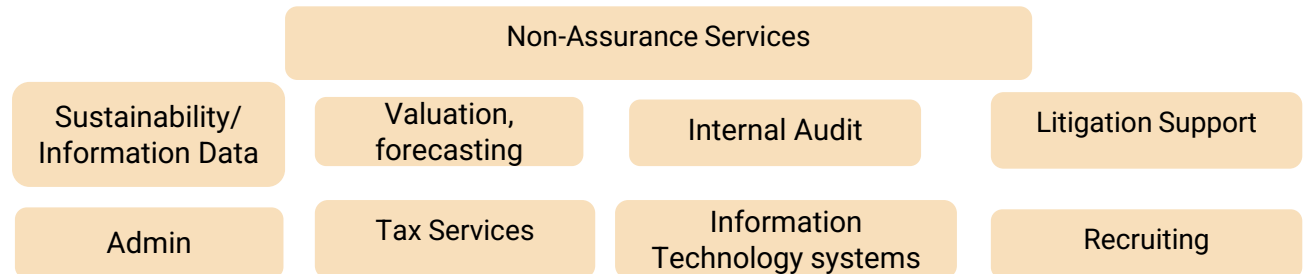 Non-Assurance Services
Sustainability/
Information Data
Valuation,
forecasting
Internal Audit
Litigation Support
Admin
Tax Services
Information
Technology systems
Recruiting